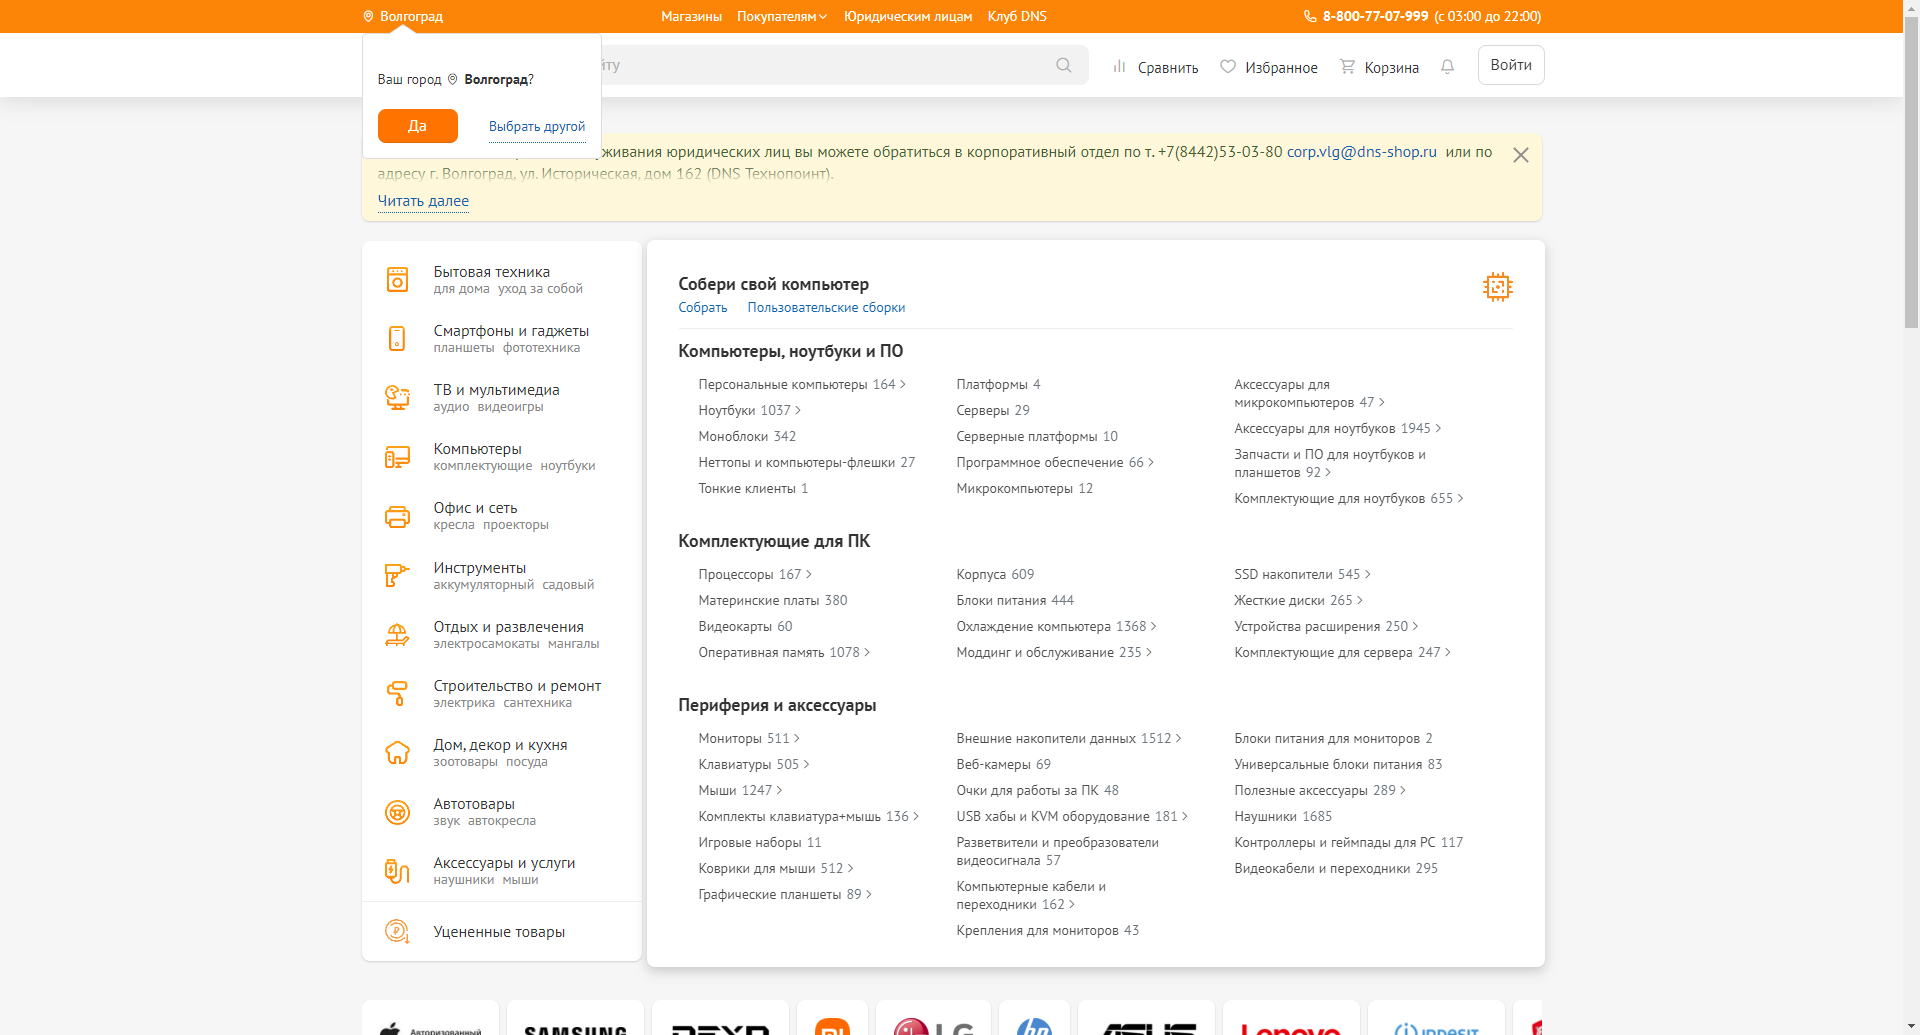 Волгоград
Магазины Покупателям Юридическим лицам Клуб DNS
8-800-77-07-999 (с 03:00 до 22:00)
Ваш город Волгоград?
Да
Выбрать другой
Сравнить
Избранное
Корзина
Войти
юридических лиц вы можете обратиться в корпоративный отдел по т. +7(8442)53-03-80 corp.vlg@dns-shop.ru или по
адресу г. Волгоград, ул. Историческая, дом 162 (DNS Технопоинт).
Читать далее
Бытовая техника
для дома уход за собой
Смартфоны и гаджеты
планшеты фототехника
ТВ и мультимедиа
аудио видеоигры
Компьютеры
комплектующие ноутбуки
Офис и сеть
кресла проекторы
Инструменты
аккумуляторный садовый
Отдых и развлечения
электросамокаты мангалы
Строительство и ремонт
электрика сантехника
Дом, декор и кухня
зоотовары посуда
Автотовары
звук автокресла
Аксессуары и услуги
наушники мыши
Уцененные товары
Собери свой компьютер
Собрать Пользовательские сборки
Компьютеры, ноутбуки и ПО
Персональные компьютеры 164
Ноутбуки 1037
Моноблоки 342
Неттопы и компьютеры-флешки 27
Тонкие клиенты 1
Платформы 4
Серверы 29
Серверные платформы 10
Программное обеспечение 66
Микрокомпьютеры 12
Аксессуары для
микрокомпьютеров 47
Аксессуары для ноутбуков 1945
Запчасти и ПО для ноутбуков и
планшетов 92
Комплектующие для ноутбуков 655
Комплектующие для ПК
Процессоры 167
Материнские платы 380
Видеокарты 60
Оперативная память 1078
Корпуса 609
Блоки питания 444
Охлаждение компьютера 1368
Моддинг и обслуживание 235
SSD накопители 545
Жесткие диски 265
Устройства расширения 250
Комплектующие для сервера 247
Периферия и аксессуары
Мониторы 511
Клавиатуры 505
Мыши 1247
Комплекты клавиатура+мышь 136
Игровые наборы 11
Коврики для мыши 512
Графические планшеты 89
Внешние накопители данных 1512
Веб-камеры 69
Очки для работы за ПК 48
USB хабы и KVM оборудование 181
Разветвители и преобразователи
видеосигнала 57
Компьютерные кабели и
переходники 162
Крепления для мониторов 43
Блоки питания для мониторов 2
Универсальные блоки питания 83
Полезные аксессуары 289
Наушники 1685
Контроллеры и геймпады для PC 117
Видеокабели и переходники 295
Авторизованный
SAMSUNG
DEXP
LG
hp
ASUS
Lenovo
indesit